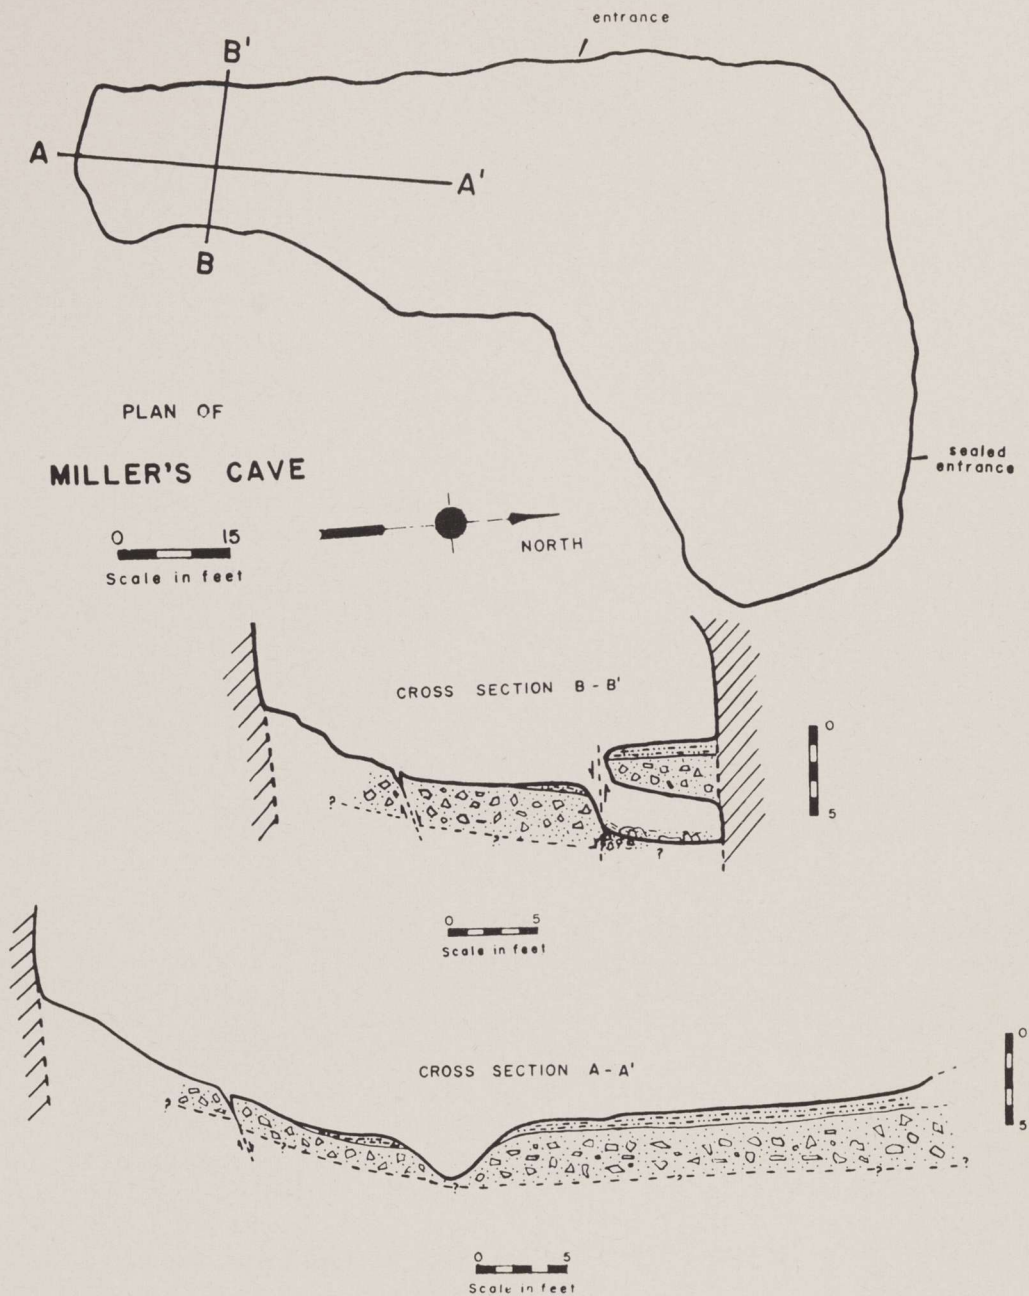 entrance
B'
A
A'
B
PLAN OF
MILLER'S CAVE
sealed
entrance
0 15
Scale in feet
NORTH
CROSS SECTION B - B'
0
5
?
?
?
0 5
Scale in feet
CROSS SECTION A - A'
0
5
?
?
?
?
?
0 5
Scale in feet